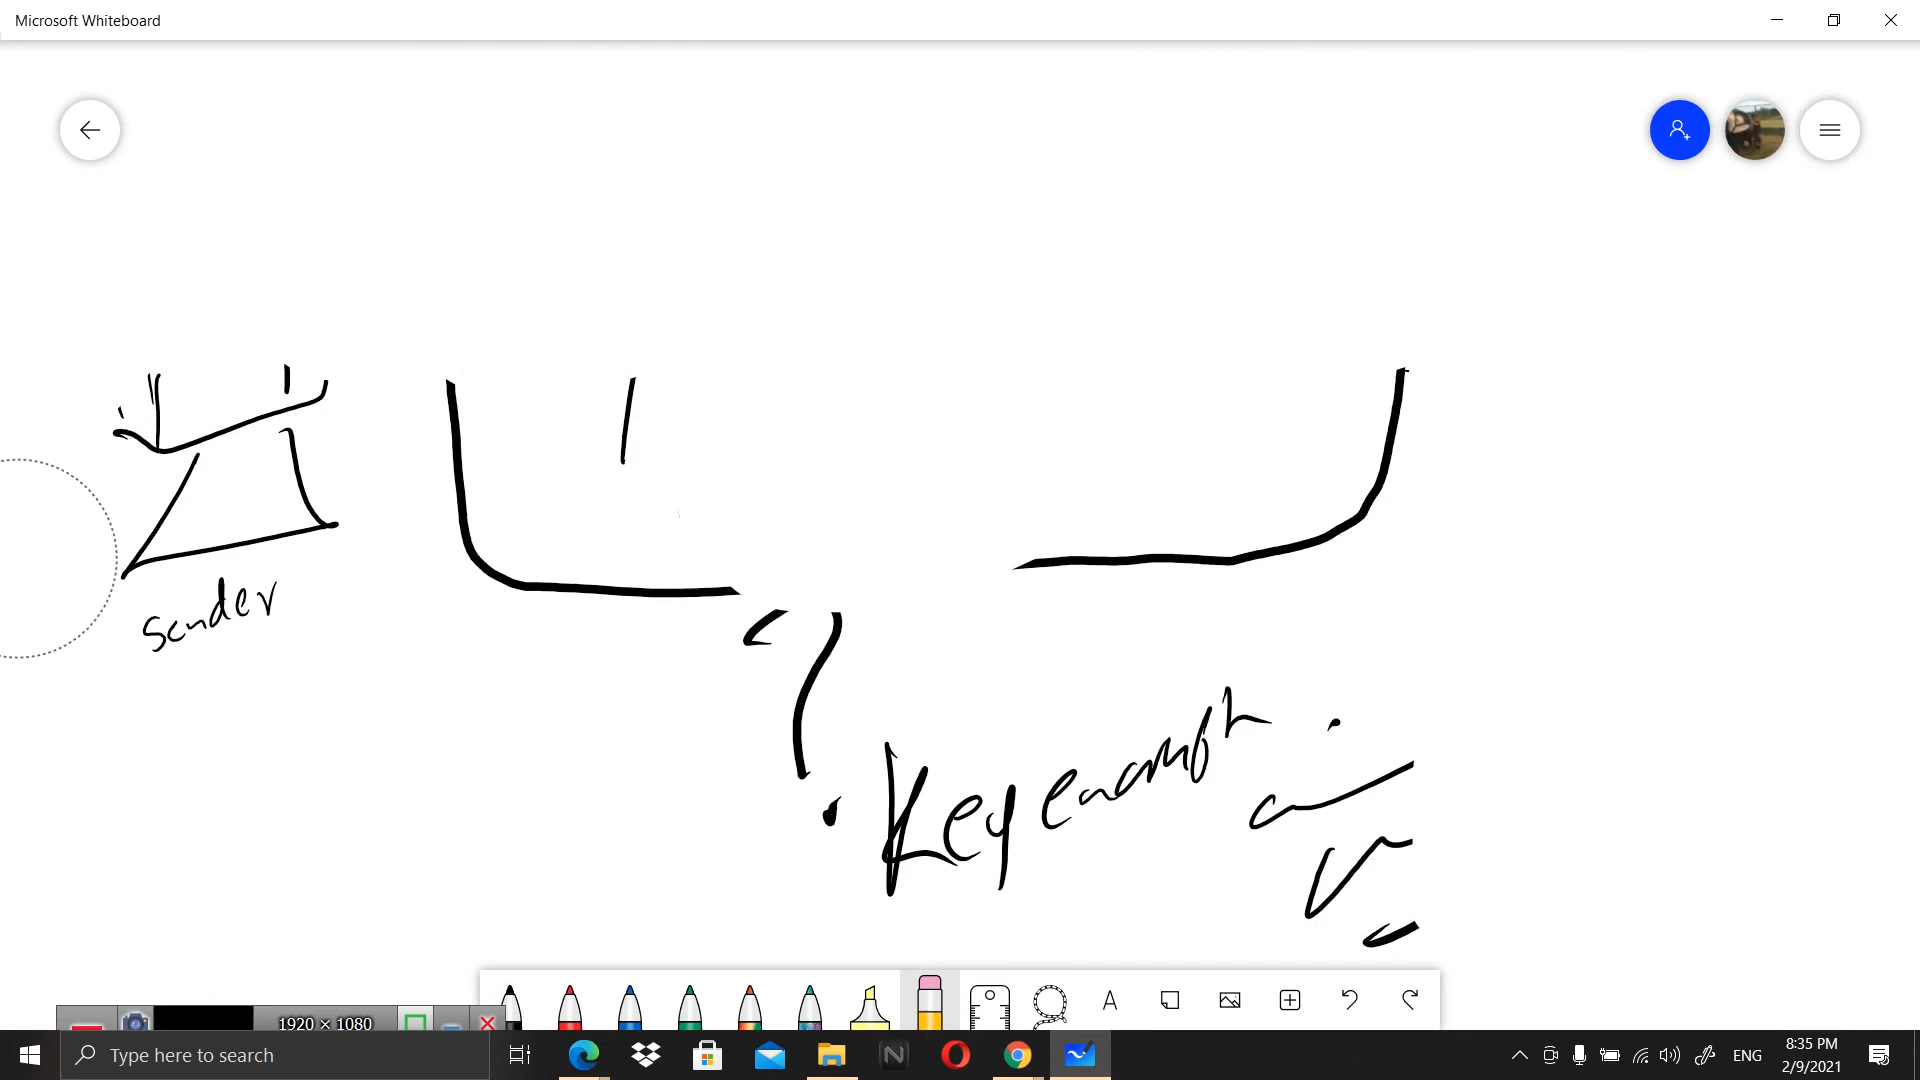 Microsoft Whiteboard
sender
Key
A
1920 × 1080
Type here to search
N
ENG
8:35 PM
2/9/2021